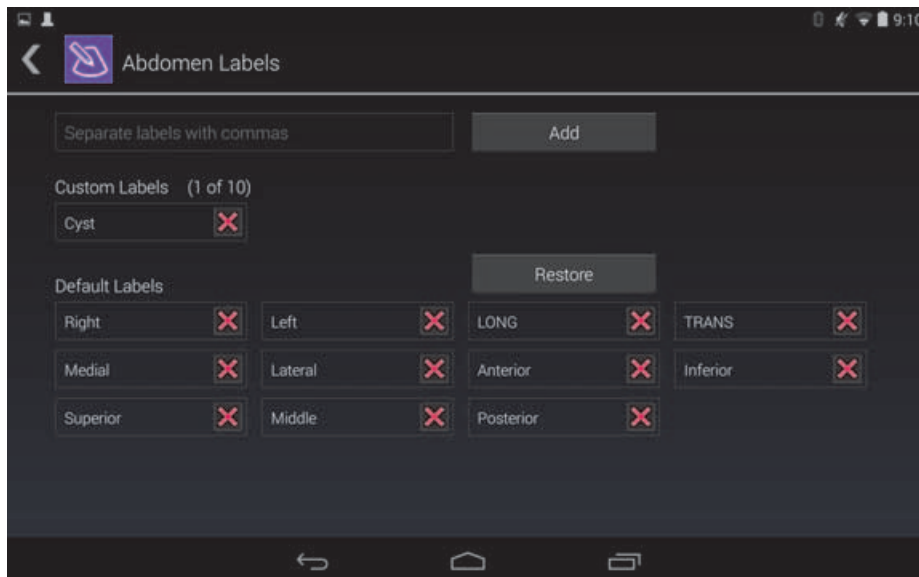 9:10
Abdomen Labels
Separate labels with commas
Add
Custom Labels (1 of 10)
Cyst
Restore
Default Labels
Right Left LONG TRANS
Medial Lateral Anterior Inferior
Superior Middle Posterior